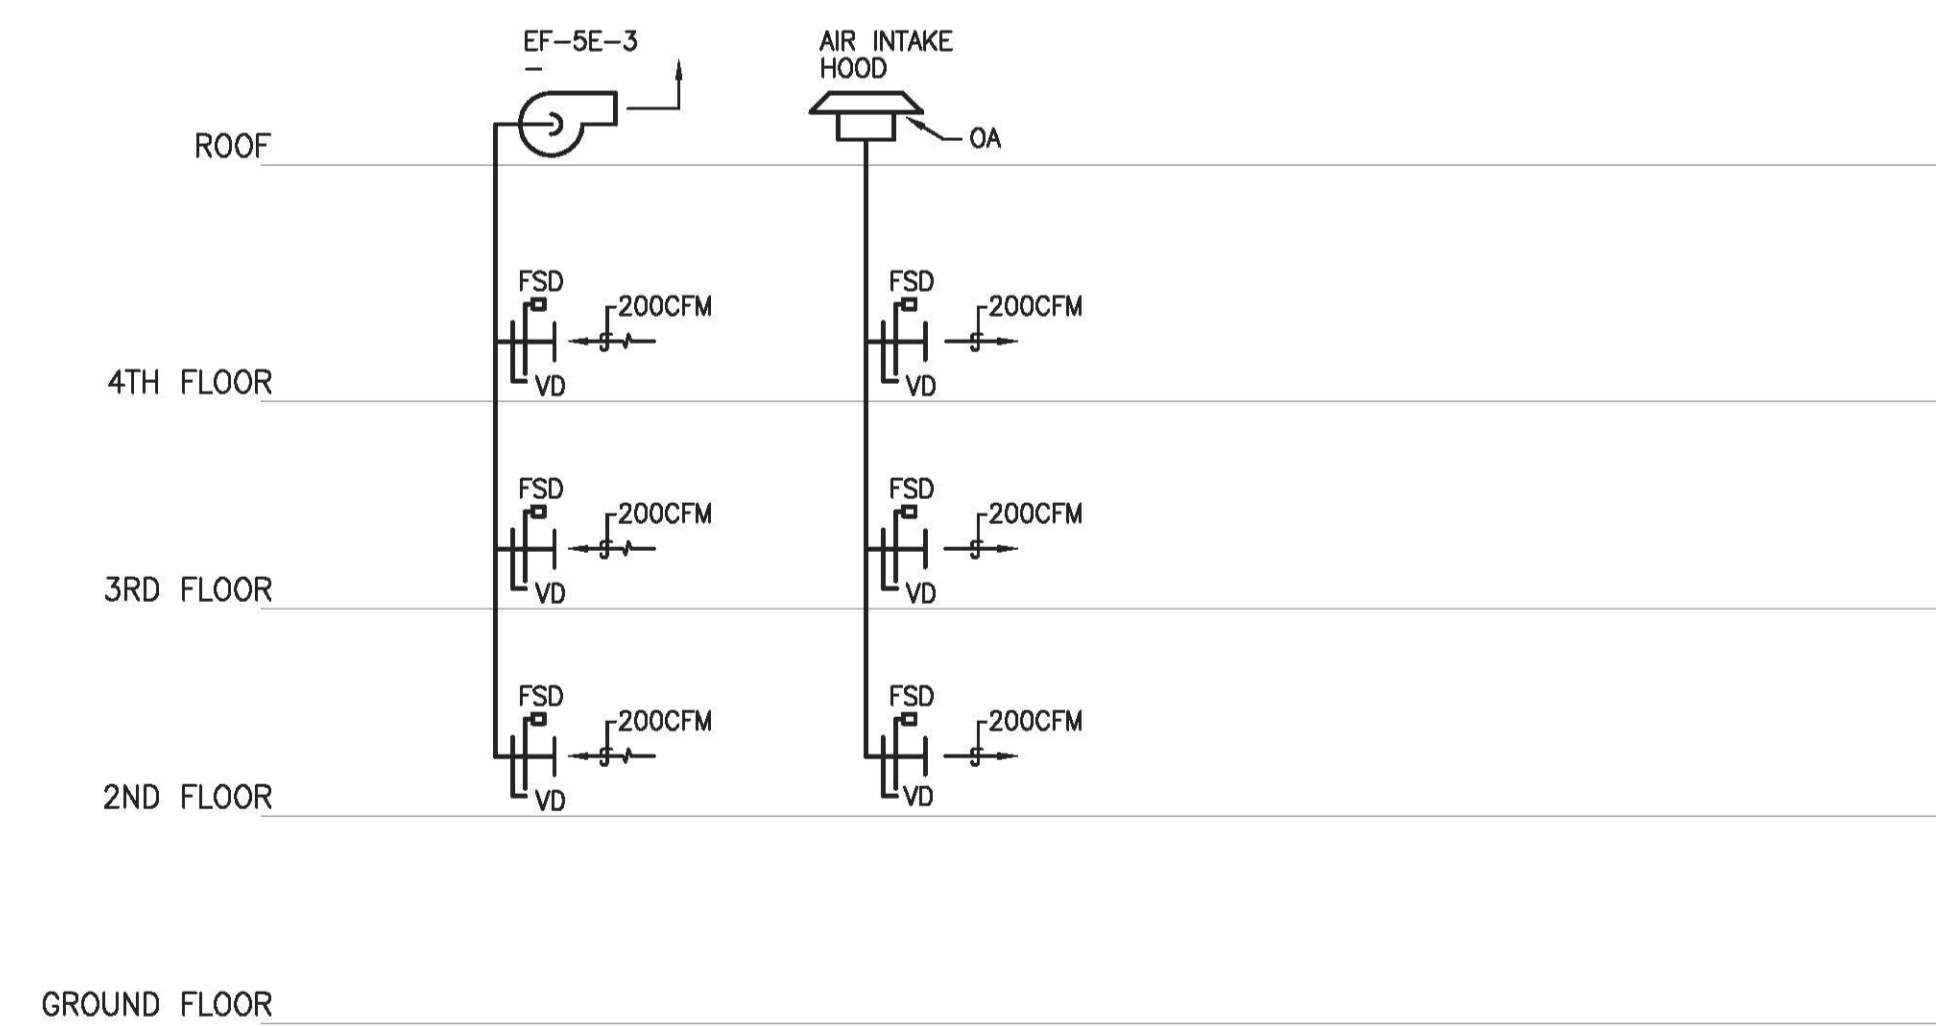 EF-5E-3
-
AIR INTAKE
HOOD
ROOF
OA
FSD
200CFM
VD
FSD
200CFM
VD
4TH FLOOR
FSD
200CFM
VD
FSD
200CFM
VD
3RD FLOOR
FSD
200CFM
VD
FSD
200CFM
VD
2ND FLOOR
GROUND FLOOR